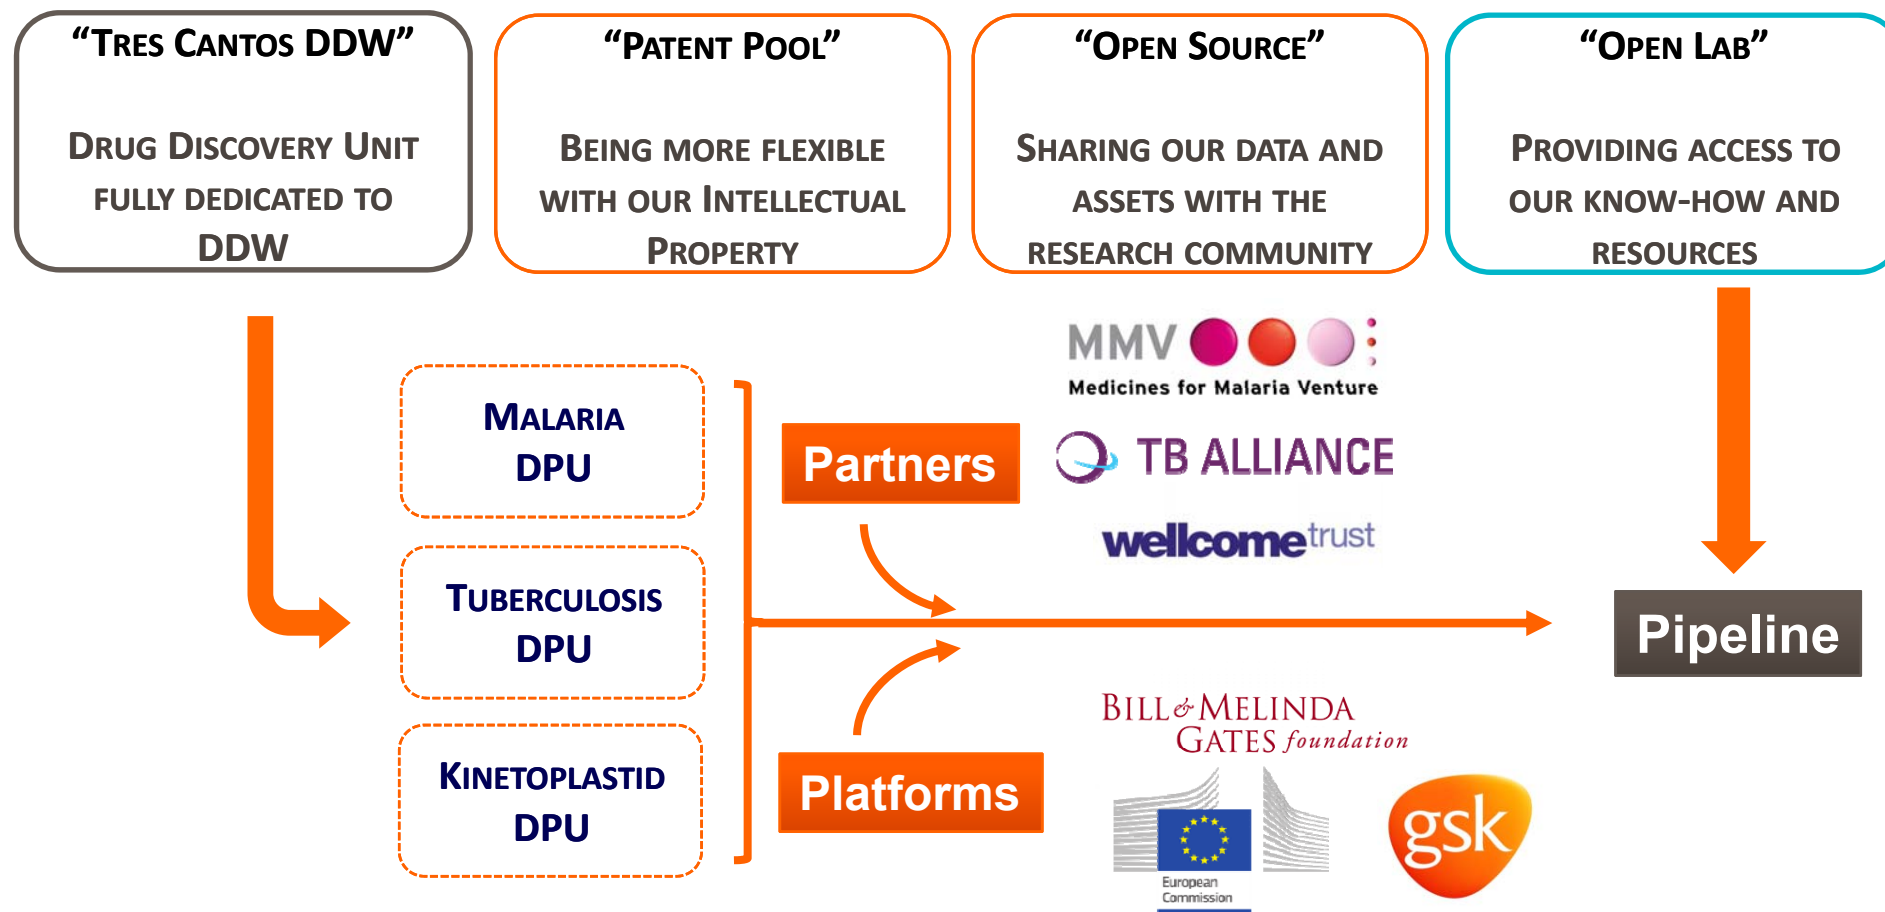 “Tres Cantos DDW”
Drug Discovery Unit
fully dedicated to
DDW
“Patent Pool”
Being more flexible
with our Intellectual
Property
“Open Source”
Sharing our data and
assets with the
research community
“Open Lab”
Providing access to
our know-how and
resources
Malaria
DPU
Tuberculosis
DPU
Kinetoplastid
DPU
Partners
Platforms
MMV
Medicines for Malaria Venture
TB ALLIANCE
wellcometrust
Pipeline
BILL & MELINDA
GATES foundation
European
Commission
gsk